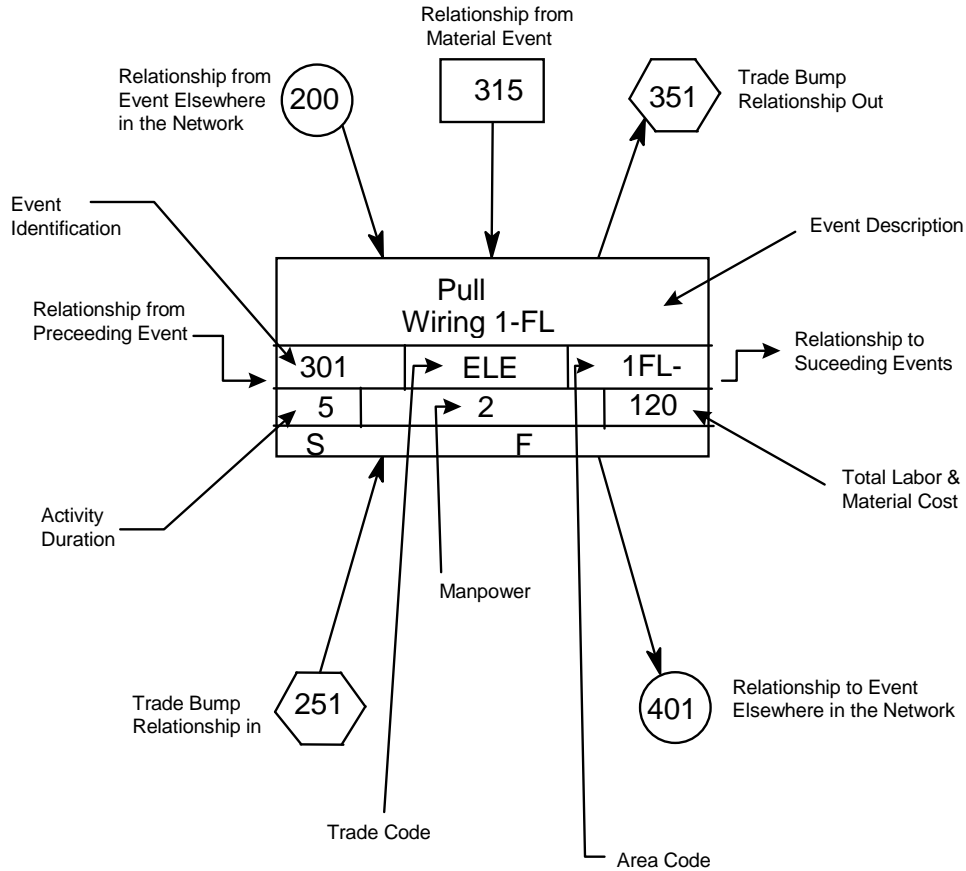 Relationship from
Material Event
Relationship from
Event Elsewhere
in the Network
200
315
351
Trade Bump
Relationship Out
Event
Identification
Event Description
Pull
Wiring 1-FL
Relationship from
Preceeding Event
301
ELE
1FL-
Relationship to
Suceeding Events
5
2
120
S
F
Activity
Duration
Total Labor &
Material Cost
Manpower
Trade Bump
Relationship in
251
401
Relationship to Event
Elsewhere in the Network
Trade Code
Area Code